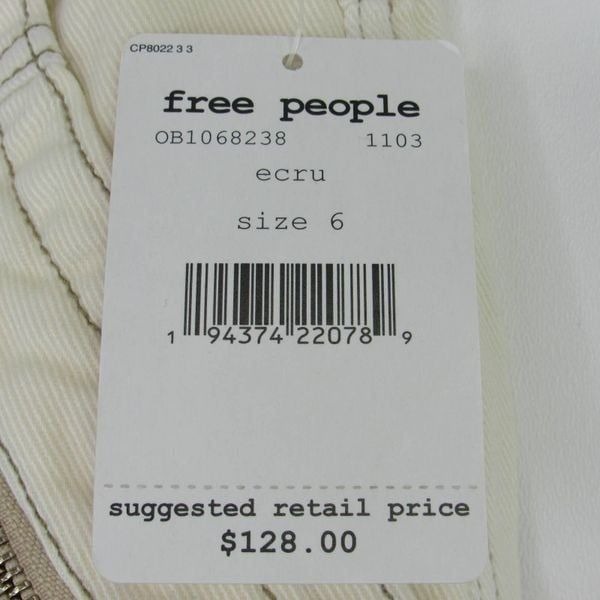 CP8022 3 3
free people
OB1068238 1103
ecru
size 6
1 94374 22078 9
suggested retail price
$128.00